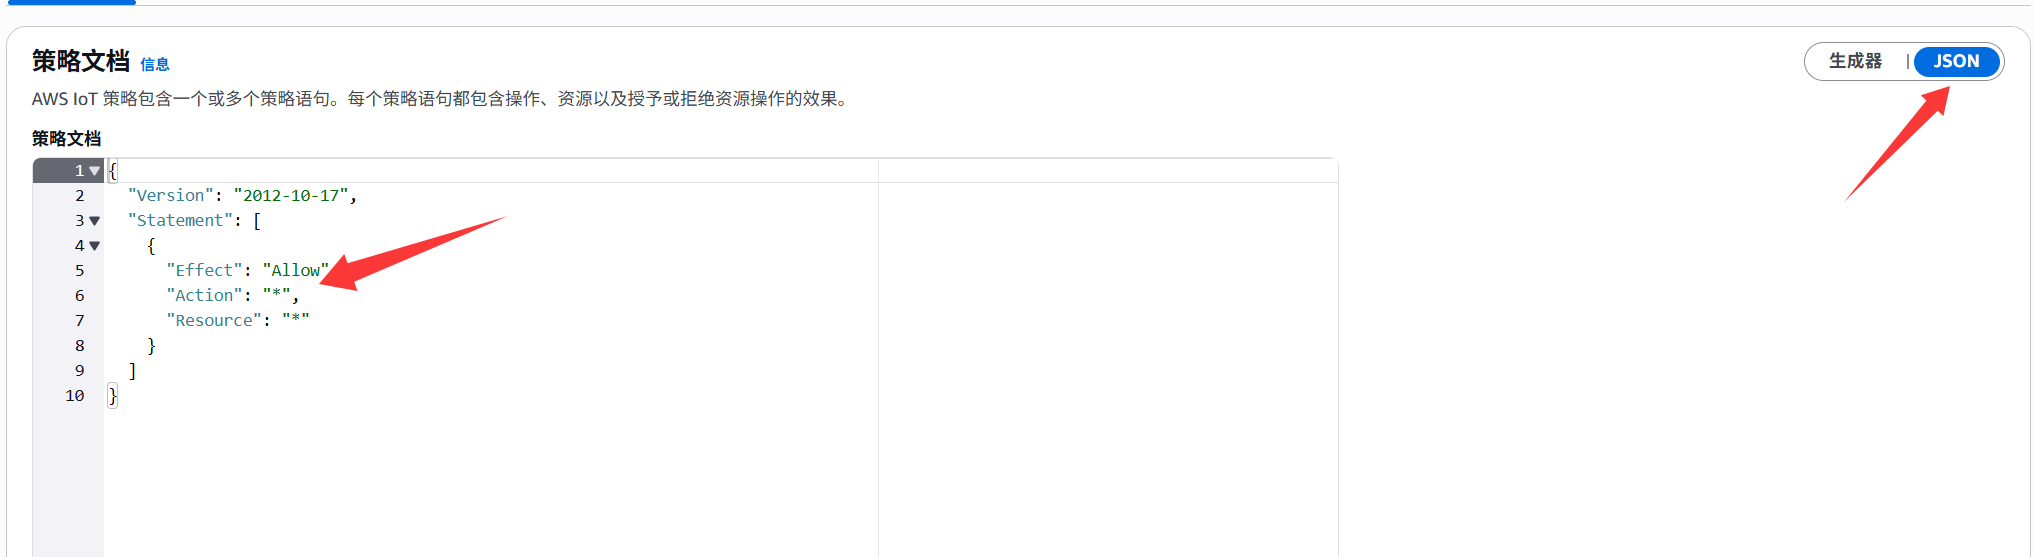 策略文档 信息
生成器 | JSON
AWS IoT 策略包含一个或多个策略语句。每个策略语句都包含操作、资源以及授予或拒绝资源操作的效果。
策略文档
1 {
2 "Version": "2012-10-17",
3 "Statement": [
4 {
5 "Effect": "Allow"
6 "Action": "*",
7 "Resource": "*"
8 }
9 ]
10 }